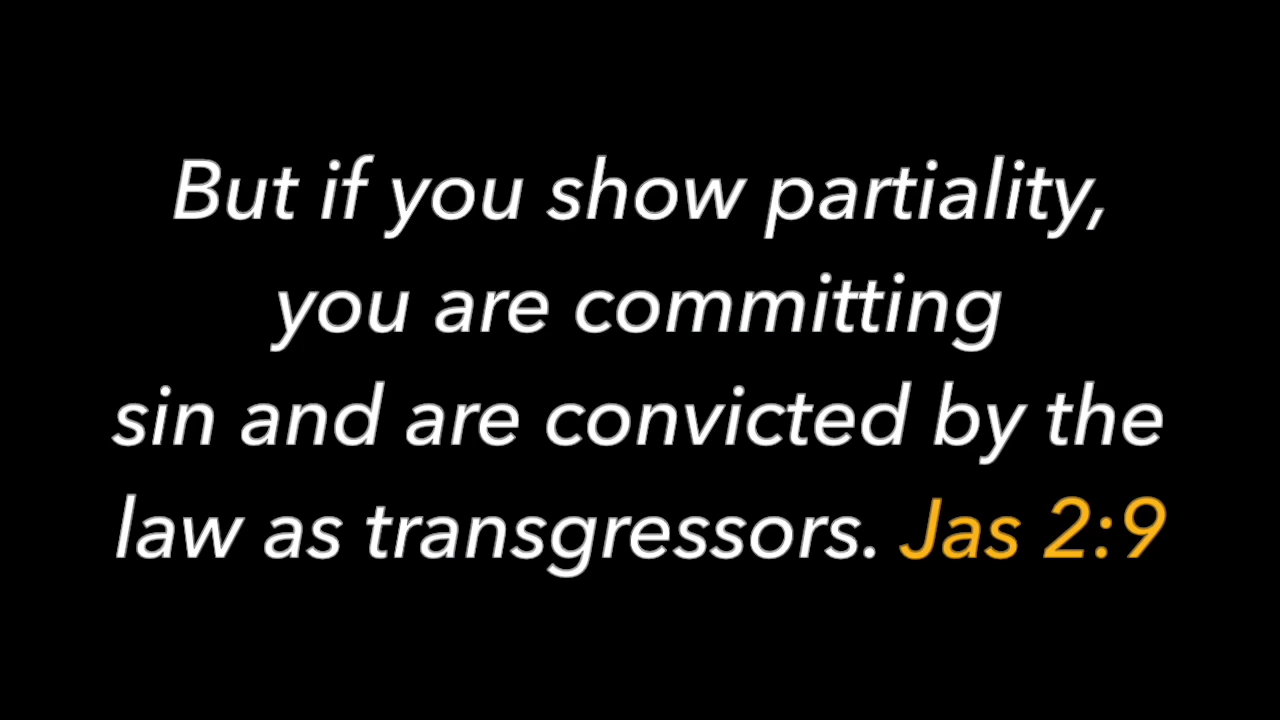 But if you show partiality,
you are committing
sin and are convicted by the
law as transgressors. Jas 2:9